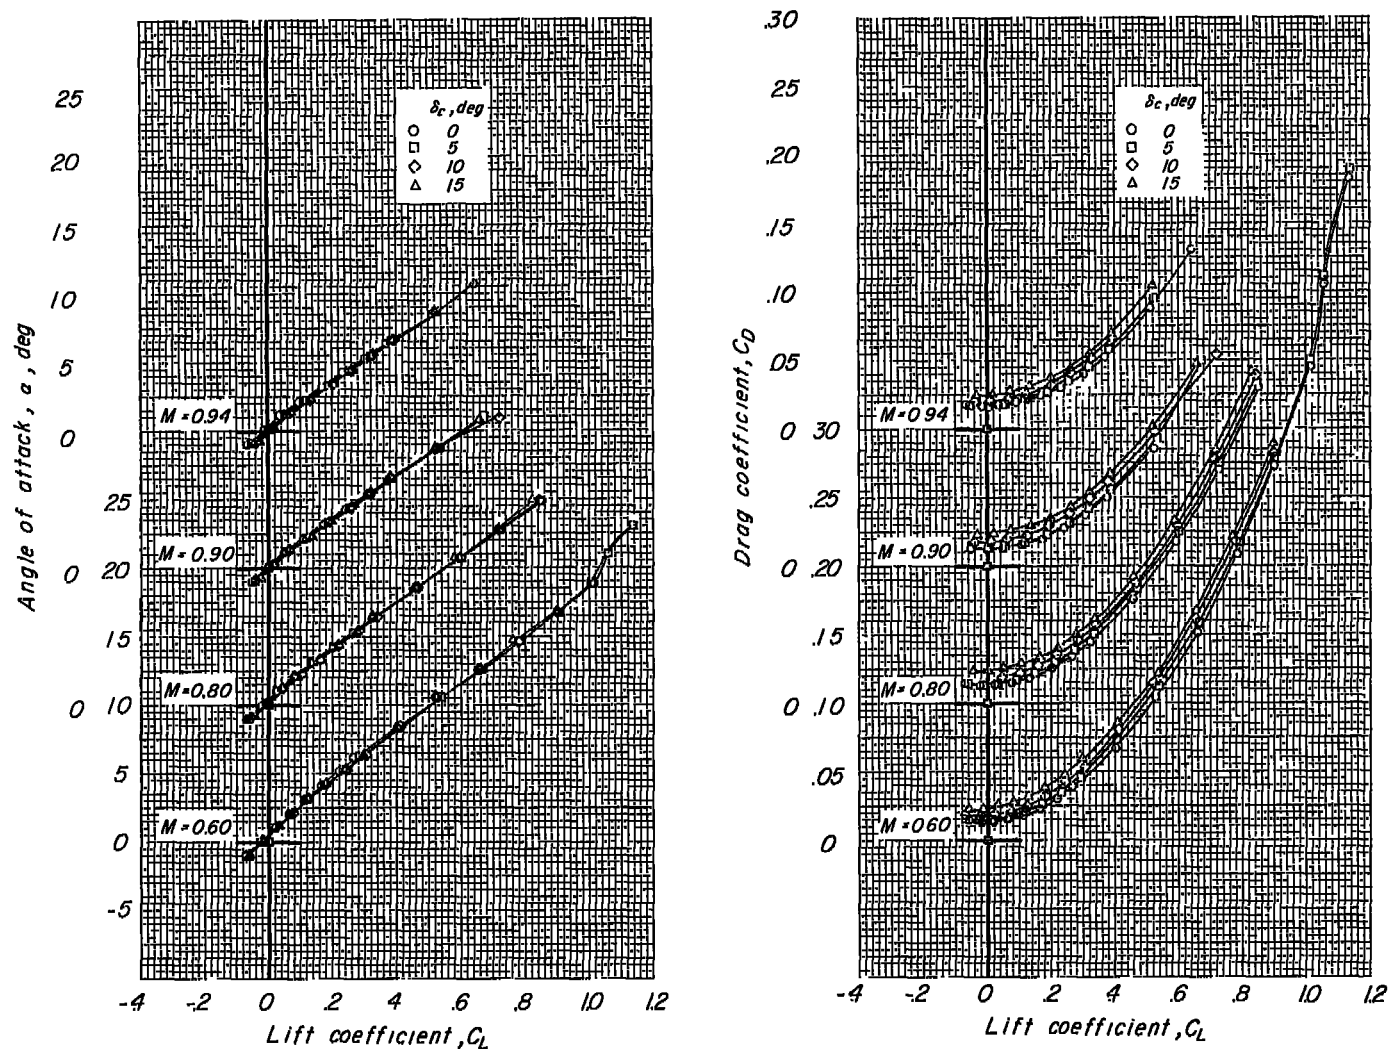 δc, deg
0
5
10
15
25
20
15
10
5
0
25
0 20
15
0 10
5
0
-5
M=0.94
M=0.90
M=0.80
M=0.60
Angle of attack, α, deg
-.4 -.2 0 .2 .4 .6 .8 1.0 1.2
Lift coefficient, CL
δc, deg
0
5
10
15
.30
.25
.20
.15
.10
.05
0 .30
.25
0 .20
.15
0 .10
.05
0
M=0.94
M=0.90
M=0.80
M=0.60
Drag coefficient, CD
-.4 -.2 0 .2 .4 .6 .8 1.0 1.2
Lift coefficient, CL